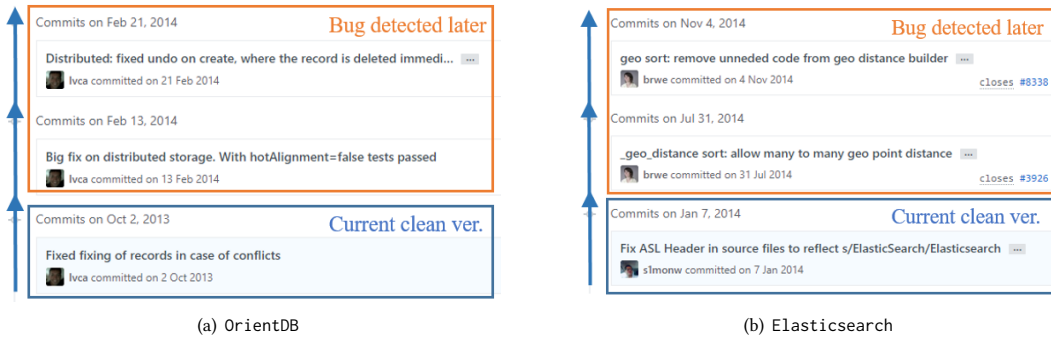 Commits on Feb 21, 2014
Bug detected later
Distributed: fixed undo on create, where the record is deleted immedi... ...
lvca committed on 21 Feb 2014
Commits on Feb 13, 2014
Big fix on distributed storage. With hotAlignment=false tests passed
lvca committed on 13 Feb 2014
Commits on Oct 2, 2013
Current clean ver.
Fixed fixing of records in case of conflicts
lvca committed on 2 Oct 2013
(a) OrientDB
Commits on Nov 4, 2014
Bug detected later
geo sort: remove unneded code from geo distance builder ...
brwe committed on 4 Nov 2014
closes #8338
Commits on Jul 31, 2014
_geo_distance sort: allow many to many geo point distance ...
brwe committed on 31 Jul 2014
closes #3926
Commits on Jan 7, 2014
Current clean ver.
Fix ASL Header in source files to reflect s/ElasticSearch/Elasticsearch ...
s1monw committed on 7 Jan 2014
(b) Elasticsearch